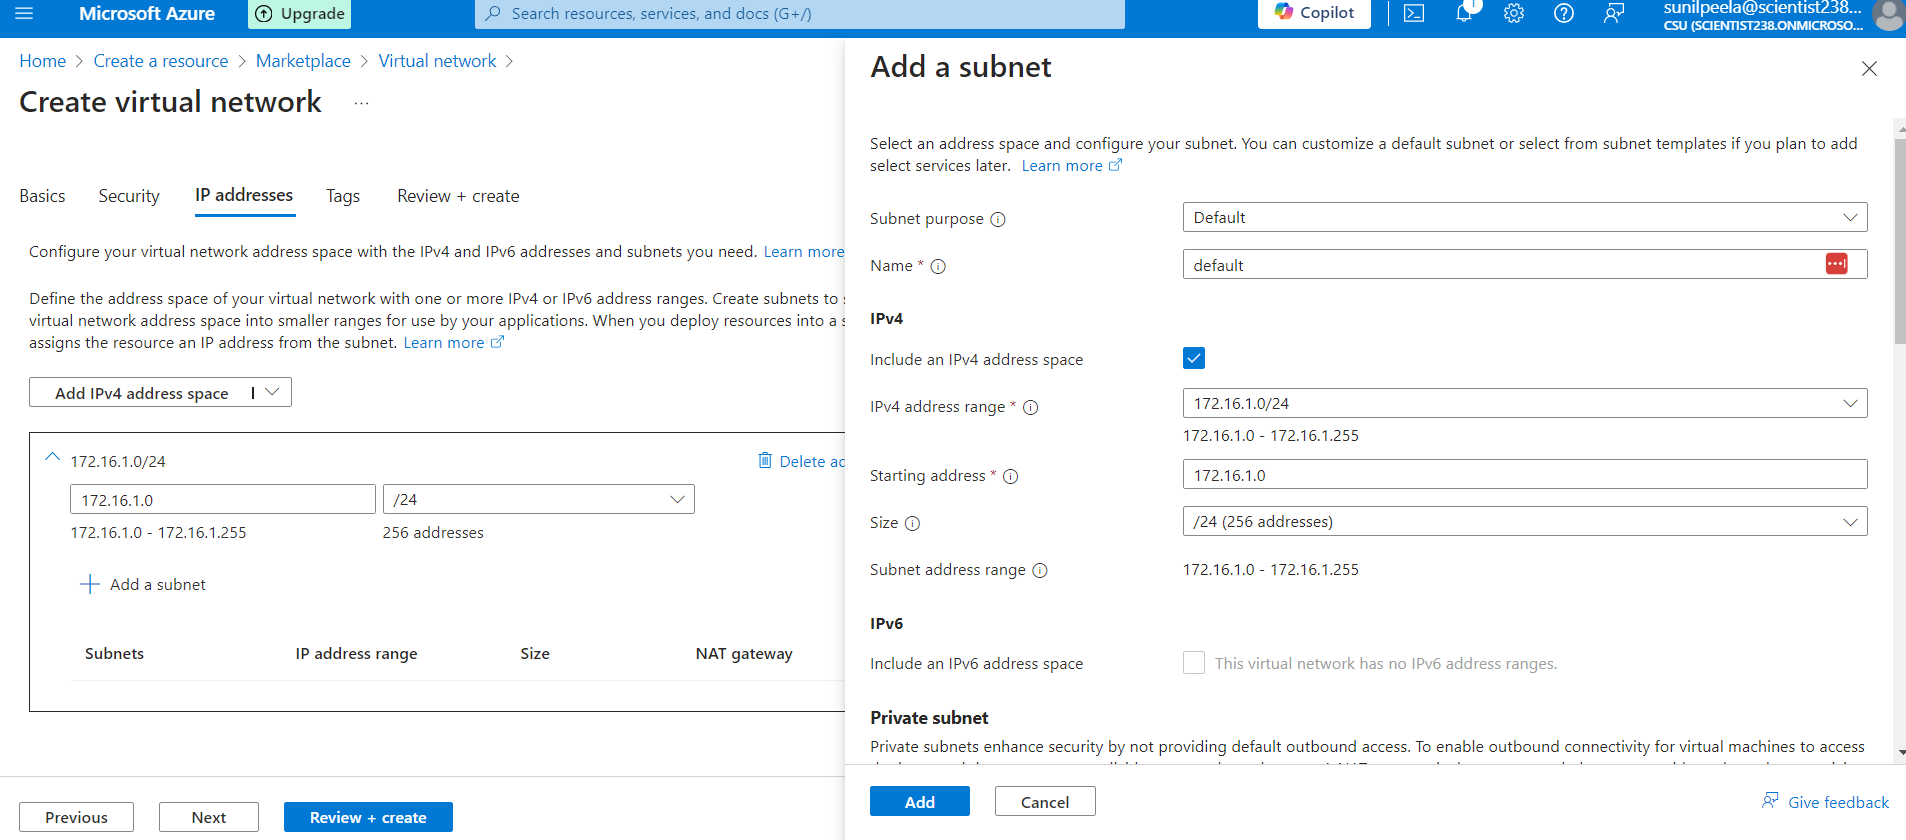 Microsoft Azure
Upgrade
Search resources, services, and docs (G+/)
Copilot
1
sunilpeela@scientist238...
CSU (SCIENTIST238.ONMICROSO...
Home > Create a resource > Marketplace > Virtual network >
Create virtual network ...
Basics Security IP addresses Tags Review + create
Configure your virtual network address space with the IPv4 and IPv6 addresses and subnets you need. Learn more
Define the address space of your virtual network with one or more IPv4 or IPv6 address ranges. Create subnets to
virtual network address space into smaller ranges for use by your applications. When you deploy resources into a
assigns the resource an IP address from the subnet. Learn more
Add IPv4 address space
172.16.1.0/24
Delete
172.16.1.0
/24
172.16.1.0 - 172.16.1.255
256 addresses
+ Add a subnet
Subnets IP address range Size NAT gateway
Previous
Next
Review + create
Add a subnet
Select an address space and configure your subnet. You can customize a default subnet or select from subnet templates if you plan to add
select services later. Learn more
Subnet purpose
Default
Name *
default
IPv4
Include an IPv4 address space
IPv4 address range *
172.16.1.0/24
172.16.1.0 - 172.16.1.255
Starting address *
172.16.1.0
Size
/24 (256 addresses)
Subnet address range
172.16.1.0 - 172.16.1.255
IPv6
Include an IPv6 address space
This virtual network has no IPv6 address ranges.
Private subnet
Private subnets enhance security by not providing default outbound access. To enable outbound connectivity for virtual machines to access
Add
Cancel
Give feedback